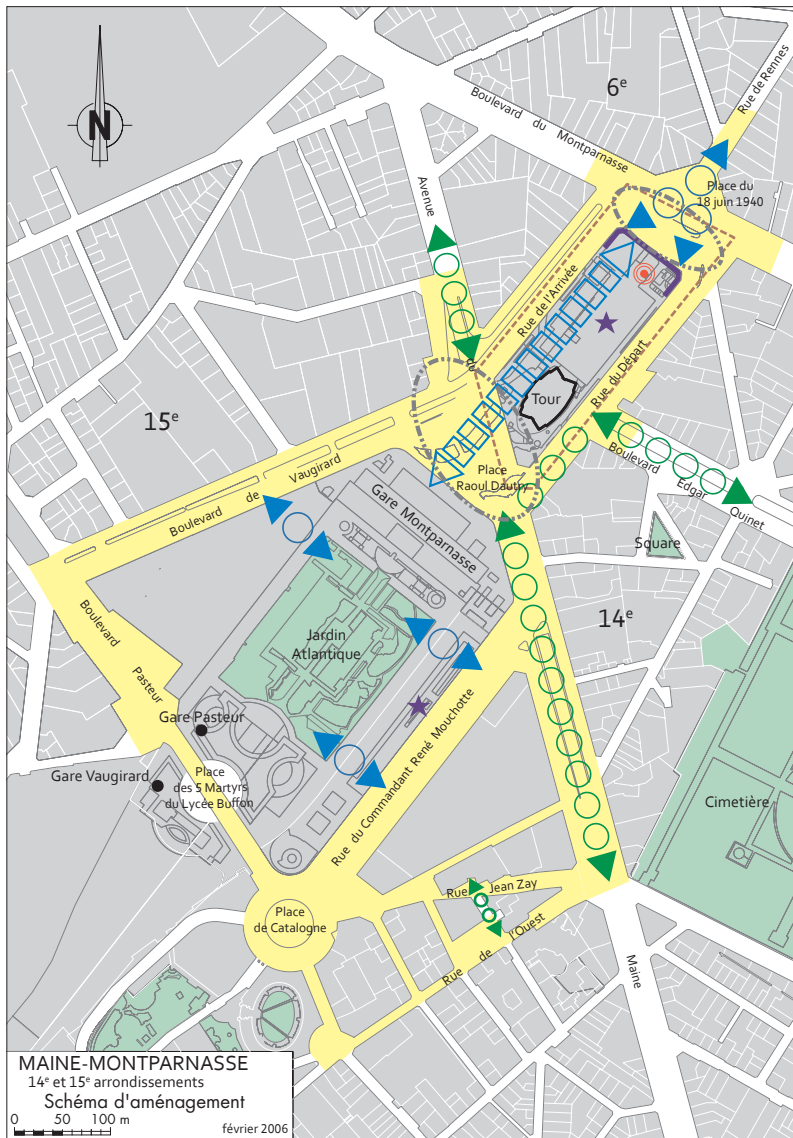 N
6e
Boulevard du Montparnasse
Rue de Rennes
Place du
18 juin 1940
Avenue
du
Rue de l'Arrivée
Rue du Départ
Tour
15e
Boulevard de Vaugirard
Place
Raoul Dautry
Boulevard Edgar Quinet
Gare Montparnasse
Square
14e
Jardin
Atlantique
Boulevard Pasteur
Gare Pasteur
Gare Vaugirard
Place
des 5 Martyrs
du Lycée Buffon
Rue du Commandant René Mouchotte
Cimetière
Rue Jean Zay
Place
de Catalogne
Rue de l'Ouest
Maine
MAINE-MONTPARNASSE
14e et 15e arrondissements
Schéma d'aménagement
0 50 100 m
février 2006